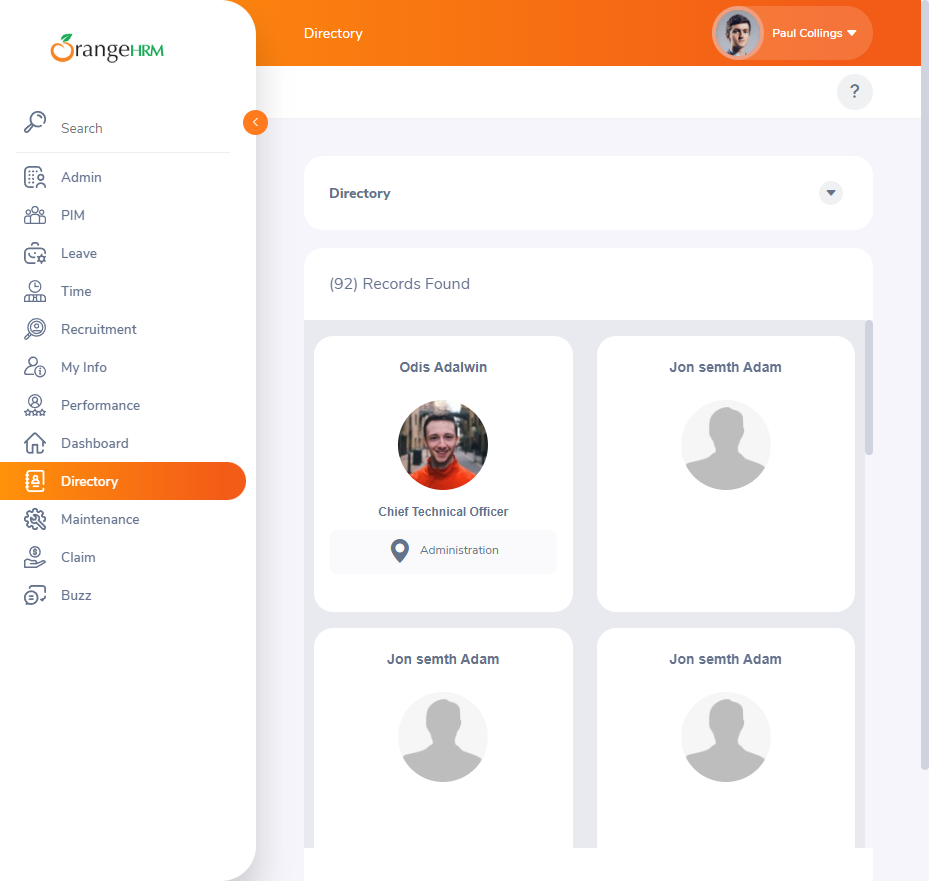 OrangeHRM
Search
Admin
PIM
Leave
Time
Recruitment
My Info
Performance
Dashboard
Directory
Maintenance
Claim
Buzz
Directory
Paul Collings
?
Directory
(92) Records Found
Odis Adalwin
Chief Technical Officer
Administration
Jon semth Adam
Jon semth Adam
Jon semth Adam